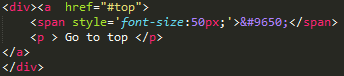 <div><a  href="#top">
<span style='font-size:50px;'>&#9650;</span>
<p > Go to top </p>
</a>
</div>